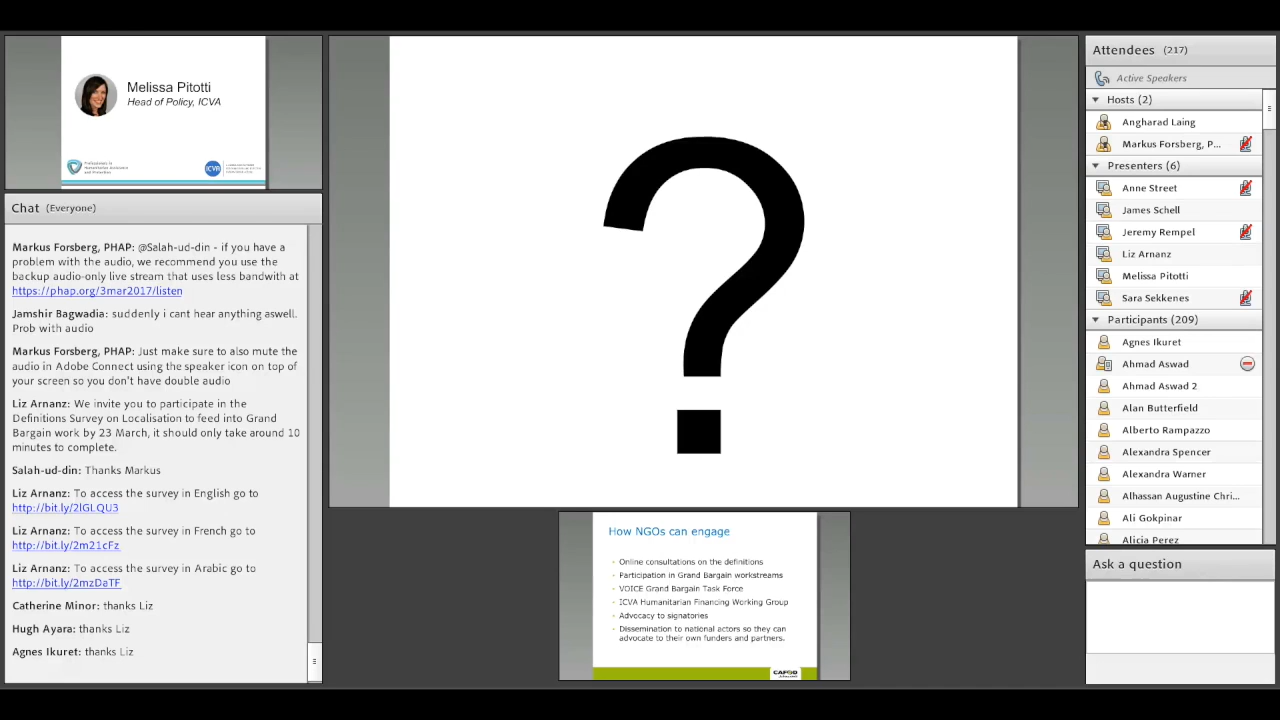 Melissa Pitotti
Head of Policy, ICVA
Professionals in
Humanitarian Assistance
and Protection
ICVA
Chat (Everyone)
Markus Forsberg, PHAP: @Salah-ud-din - if you have a
problem with the audio, we recommend you use the
backup audio-only live stream that uses less bandwith at
https://phap.org/3mar2017/listen
Jamshir Bagwadia: suddenly i cant hear anything aswell.
Prob with audio
Markus Forsberg, PHAP: Just make sure to also mute the
audio in Adobe Connect using the speaker icon on top of
your screen so you don't have double audio
Liz Arnanz: We invite you to participate in the
Definitions Survey on Localisation to feed into Grand
Bargain work by 23 March, it should only take around 10
minutes to complete.
Salah-ud-din: Thanks Markus
Liz Arnanz: To access the survey in English go to
http://bit.ly/2lGLQU3
Liz Arnanz: To access the survey in French go to
http://bit.ly/2m21cFz
Liz Arnanz: To access the survey in Arabic go to
http://bit.ly/2mzDaTF
Catherine Minor: thanks Liz
Hugh Ayara: thanks Liz
Agnes Ikuret: thanks Liz
?
How NGOs can engage
• Online consultations on the definitions
• Participation in Grand Bargain workstreams
• VOICE Grand Bargain Task Force
• ICVA Humanitarian Financing Working Group
• Advocacy to signatories
• Dissemination to national actors so they can
advocate to their own funders and partners.
CAFOD
Attendees (217)
Active Speakers
Hosts (2)
Angharad Laing
Markus Forsberg, P...
Presenters (6)
Anne Street
James Schell
Jeremy Rempel
Liz Arnanz
Melissa Pitotti
Sara Sekkenes
Participants (209)
Agnes Ikuret
Ahmad Aswad
Ahmad Aswad 2
Alan Butterfield
Alberto Rampazzo
Alexandra Spencer
Alexandra Warner
Alhassan Augustine Chri...
Ali Gokpinar
Alicia Perez
Ask a question